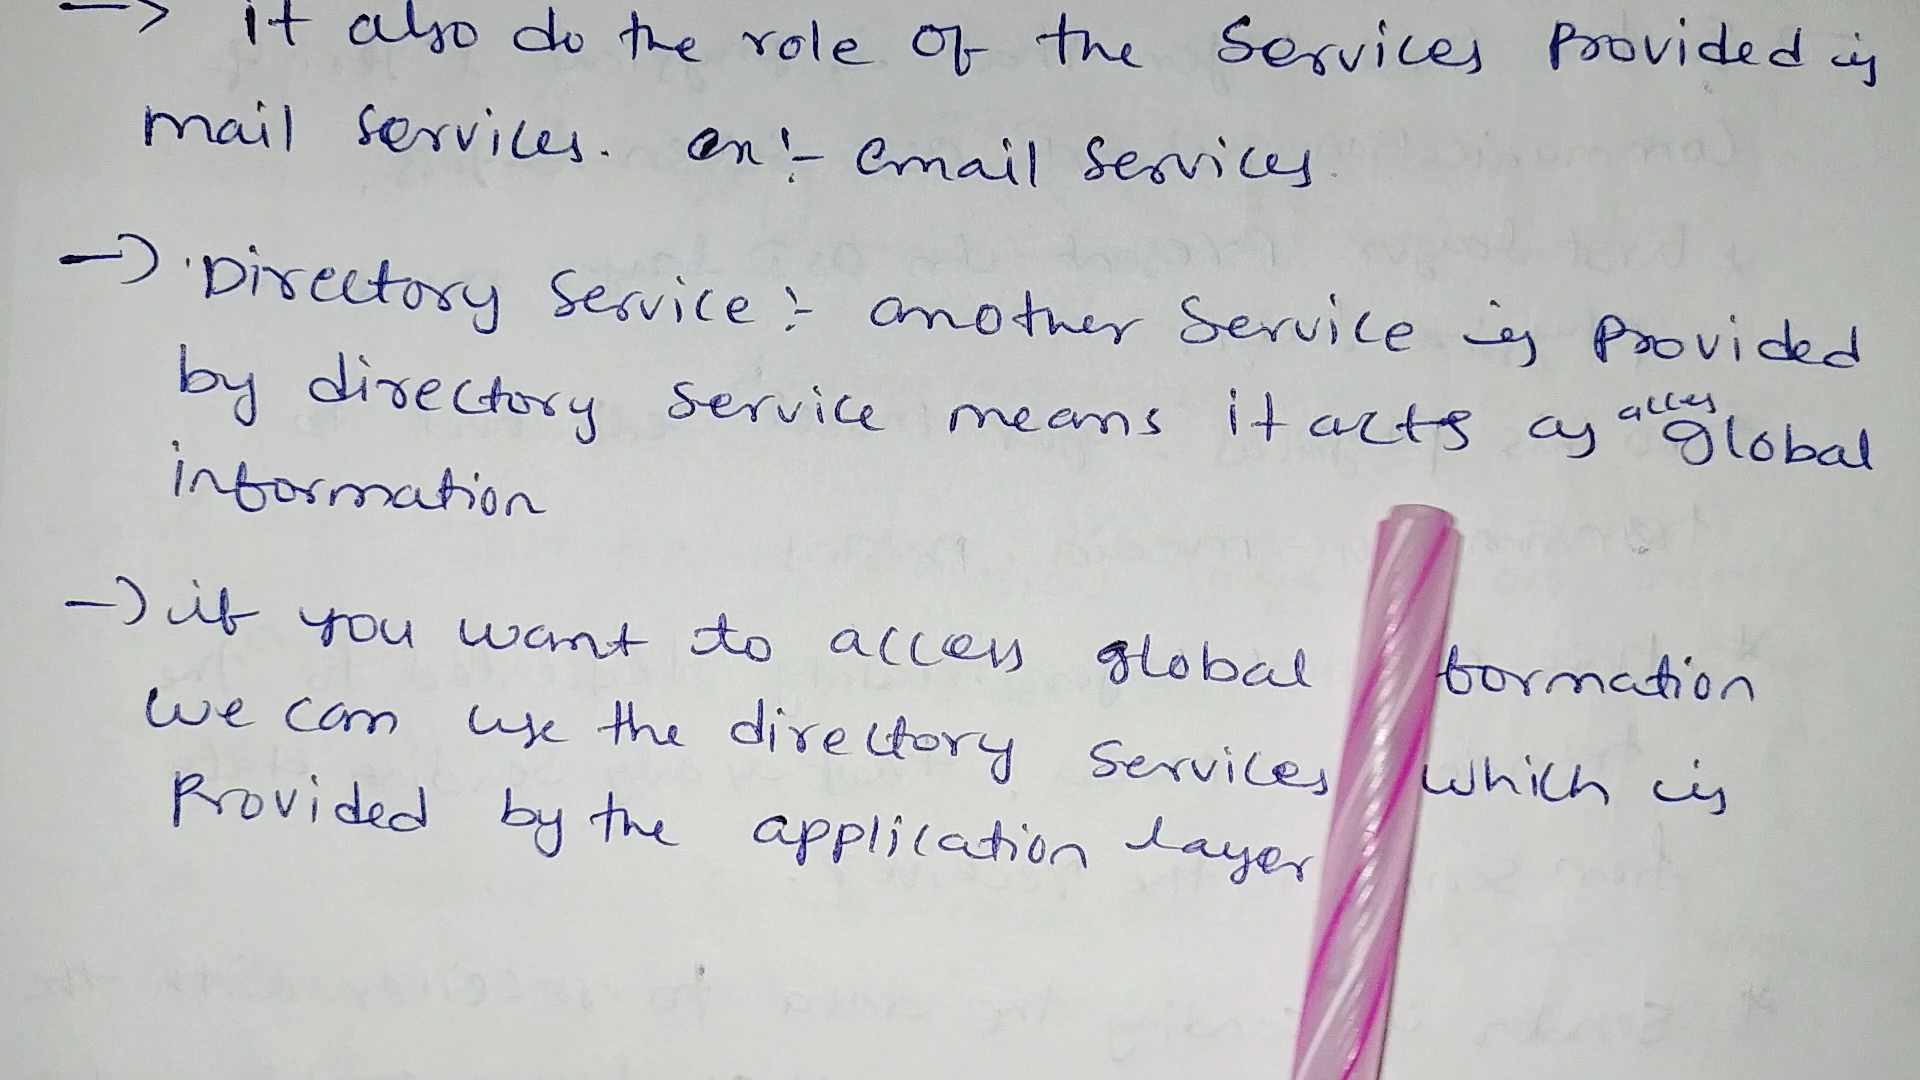 → it also do the role of the Services Provided is
mail services. ex:- email services.
→ Directory Service:- another Service is Provided
by directory service means it acts as acces global
information
→ if you want to access global formation
we can use the directory services which is
Provided by the application layer